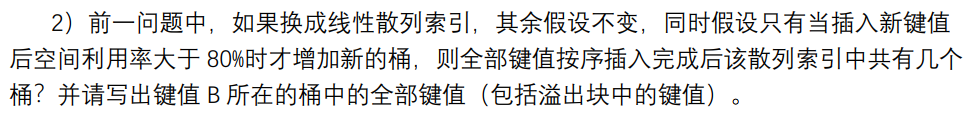 2）前一问题中，如果换成线性散列索引，其余假设不变，同时假设只有当插入新键值
后空间利用率大于 80%时才增加新的桶，则全部键值按序插入完成后该散列索引中共有几个
桶？并请写出键值 B 所在的桶中的全部键值（包括溢出块中的键值）。